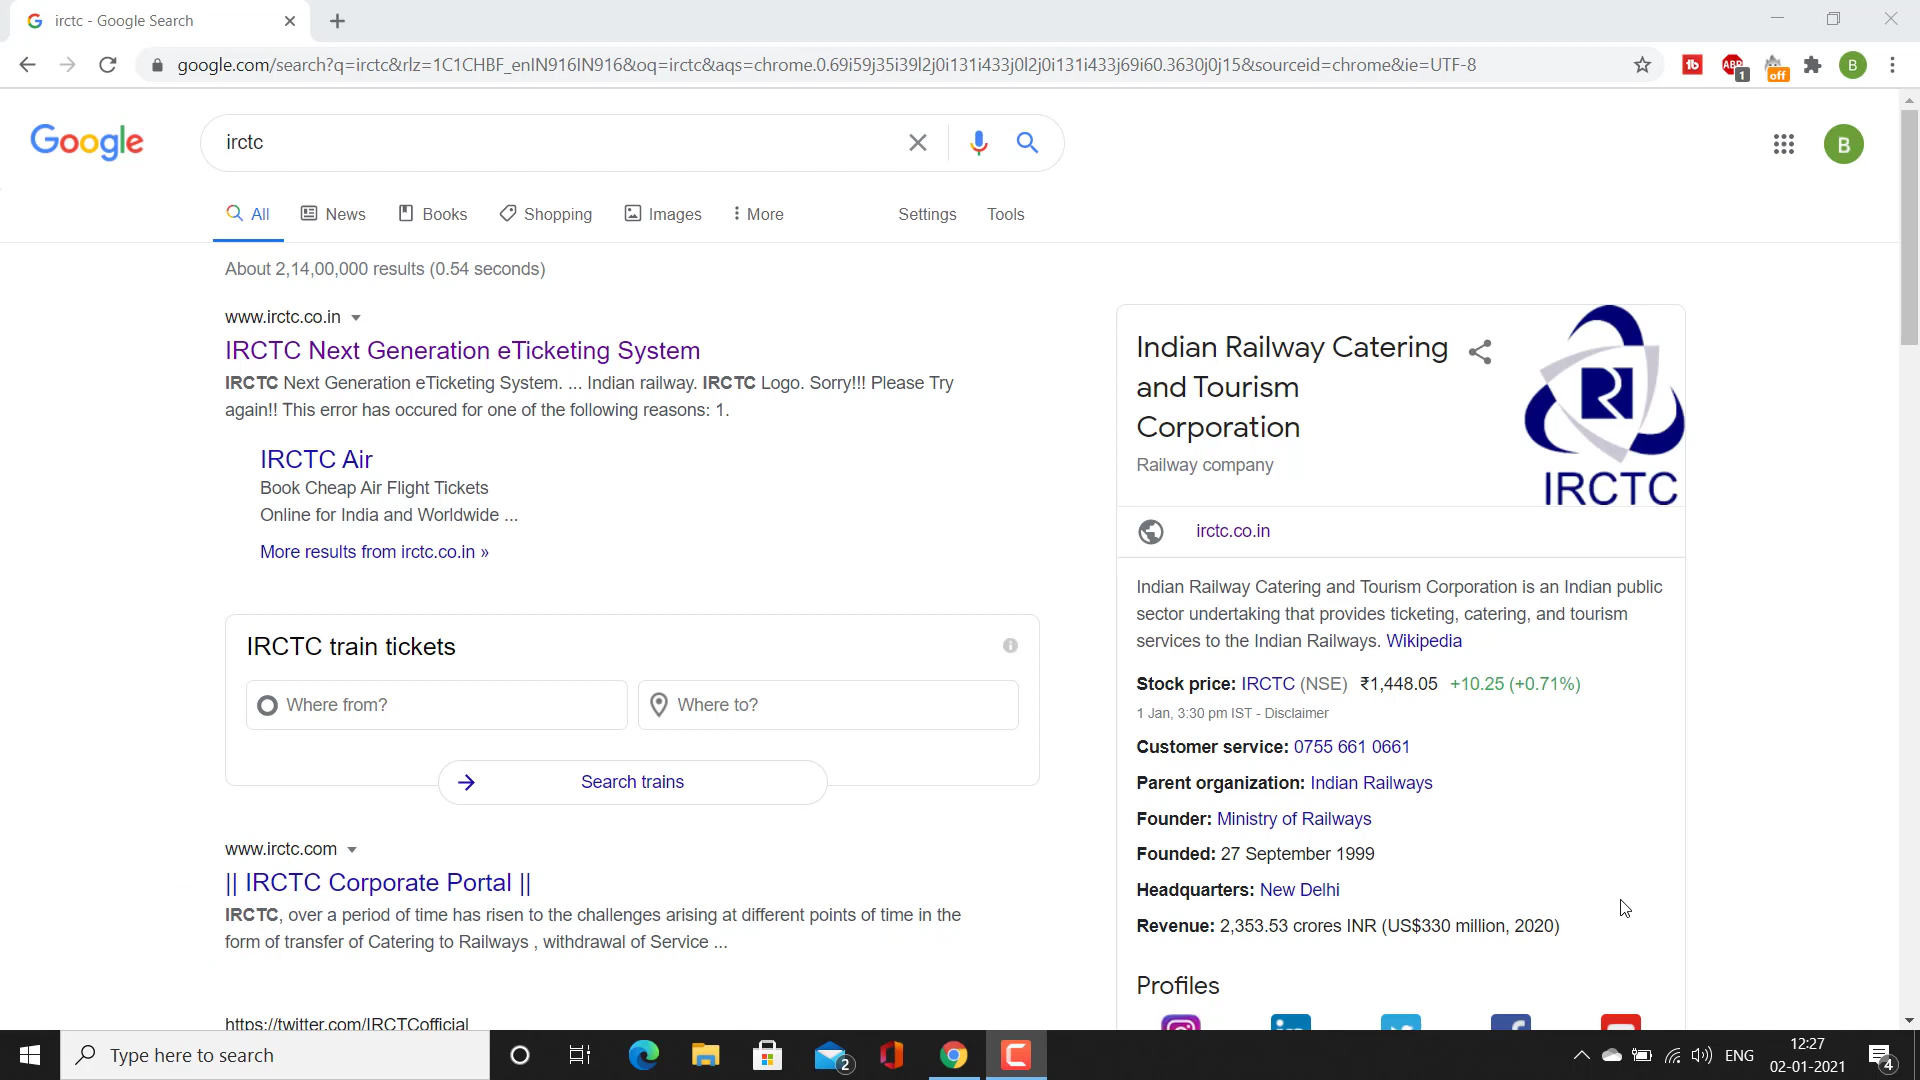 irctc - Google Search
google.com/search?q=irctc&rlz=1C1CHBF_enIN916IN916&oq=irctc&aqs=chrome.0.69i59j35i39l2j0i131i433j0l2j0i131i433j69i60.3630j0j15&sourceid=chrome&ie=UTF-8
1b ABP 1 off B
Google
irctc
B
All News Books Shopping Images More Settings Tools
About 2,14,00,000 results (0.54 seconds)
www.irctc.co.in
IRCTC Next Generation eTicketing System
IRCTC Next Generation eTicketing System. ... Indian railway. IRCTC Logo. Sorry!!! Please Try
again!! This error has occured for one of the following reasons: 1.
IRCTC Air
Book Cheap Air Flight Tickets
Online for India and Worldwide ...
More results from irctc.co.in »
IRCTC train tickets
Where from? Where to?
Search trains
www.irctc.com
|| IRCTC Corporate Portal ||
IRCTC, over a period of time has risen to the challenges arising at different points of time in the
form of transfer of Catering to Railways , withdrawal of Service ...
https://twitter.com/IRCTCofficial
Indian Railway Catering
and Tourism
Corporation
Railway company
IRCTC
irctc.co.in
Indian Railway Catering and Tourism Corporation is an Indian public
sector undertaking that provides ticketing, catering, and tourism
services to the Indian Railways. Wikipedia
Stock price: IRCTC (NSE) ₹1,448.05 +10.25 (+0.71%)
1 Jan, 3:30 pm IST - Disclaimer
Customer service: 0755 661 0661
Parent organization: Indian Railways
Founder: Ministry of Railways
Founded: 27 September 1999
Headquarters: New Delhi
Revenue: 2,353.53 crores INR (US$330 million, 2020)
Profiles
in
Type here to search
2
ENG
12:27
02-01-2021
4